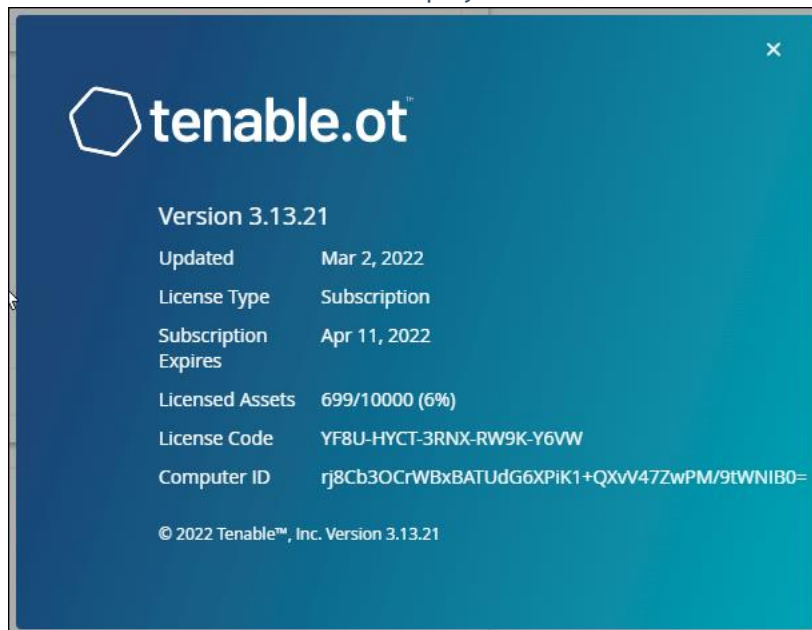 tenable.ot™
Version 3.13.21
Updated Mar 2, 2022
License Type Subscription
Subscription Expires Apr 11, 2022
Licensed Assets 699/10000 (6%)
License Code YF8U-HYCT-3RNX-RW9K-Y6VW
Computer ID rj8Cb3OCrWBxBATUdG6XPiK1+QXvV47ZwPM/9tWNIB0=
© 2022 Tenable™, Inc. Version 3.13.21